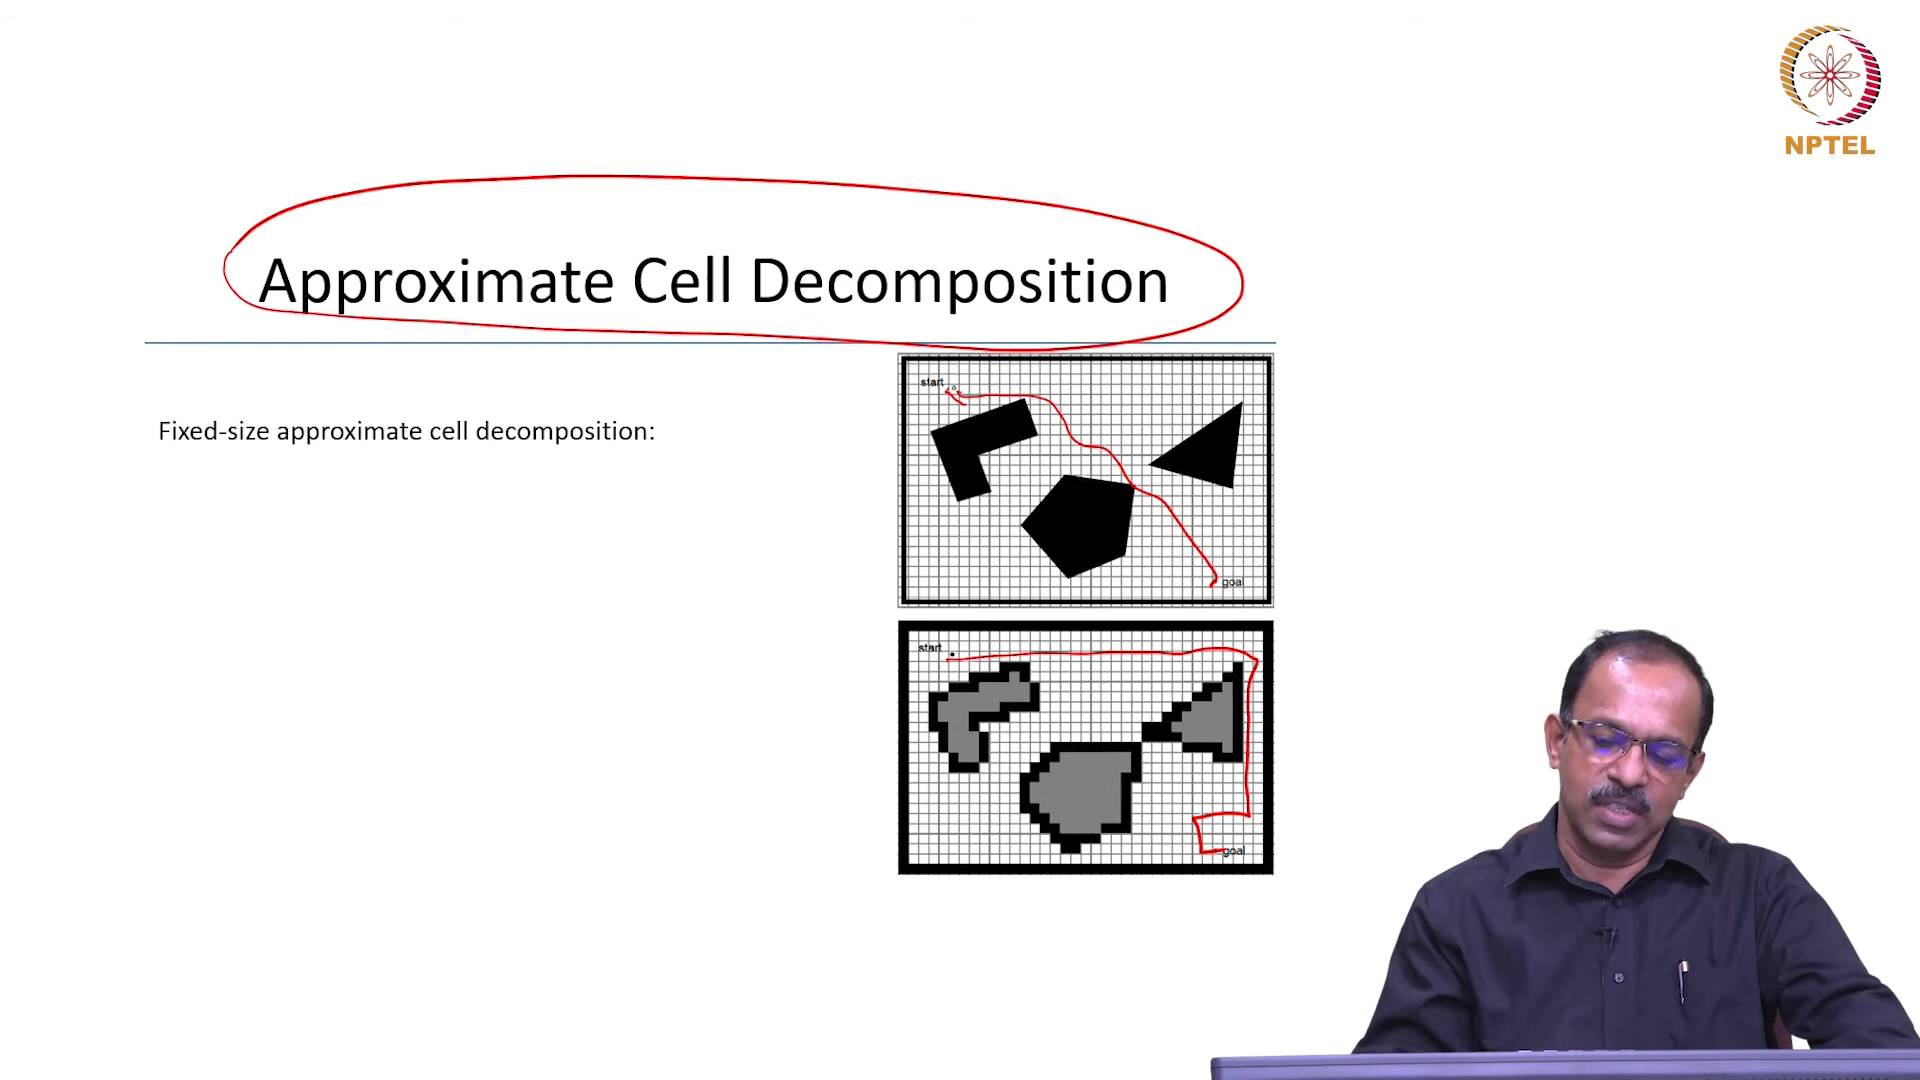 NPTEL
Approximate Cell Decomposition
Fixed-size approximate cell decomposition:
start
goal
start
goal